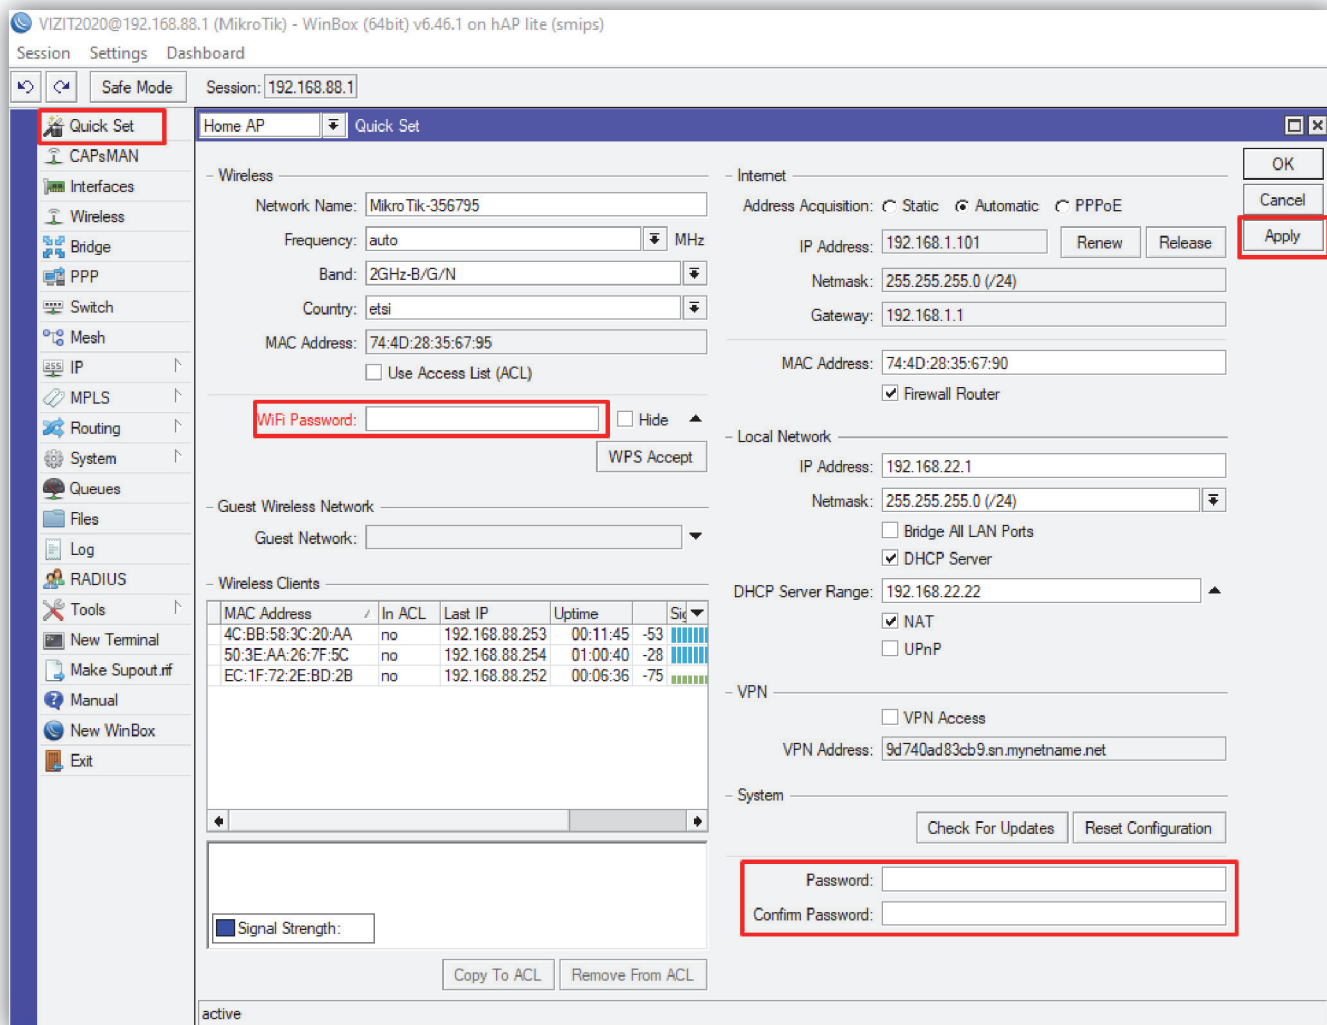 VIZIT2020@192.168.88.1 (MikroTik) - WinBox (64bit) v6.46.1 on hAP lite (smips)
Session Settings Dashboard
Safe Mode Session: 192.168.88.1
Quick Set
CAPsMAN
Interfaces
Wireless
Bridge
PPP
Switch
Mesh
IP
MPLS
Routing
System
Queues
Files
Log
RADIUS
Tools
New Terminal
Make Supout.rif
Manual
New WinBox
Exit
Home AP Quick Set
Wireless
Network Name: MikroTik-356795
Frequency: auto MHz
Band: 2GHz-B/G/N
Country: etsi
MAC Address: 74:4D:28:35:67:95
Use Access List (ACL)
WiFi Password: Hide
WPS Accept
Guest Wireless Network
Guest Network:
Wireless Clients
MAC Address In ACL Last IP Uptime Sig
4C:BB:58:3C:20:AA no 192.168.88.253 00:11:45 -53
50:3E:AA:26:7F:5C no 192.168.88.254 01:00:40 -28
EC:1F:72:2E:BD:2B no 192.168.88.252 00:06:36 -75
Signal Strength:
Copy To ACL Remove From ACL
active
Internet
Address Acquisition: Static Automatic PPPoE
IP Address: 192.168.1.101 Renew Release
Netmask: 255.255.255.0 (/24)
Gateway: 192.168.1.1
MAC Address: 74:4D:28:35:67:90
Firewall Router
Local Network
IP Address: 192.168.22.1
Netmask: 255.255.255.0 (/24)
Bridge All LAN Ports
DHCP Server
DHCP Server Range: 192.168.22.22
NAT
UPnP
VPN
VPN Access
VPN Address: 9d740ad83cb9.sn.mynetname.net
System
Check For Updates Reset Configuration
Password:
Confirm Password:
OK
Cancel
Apply